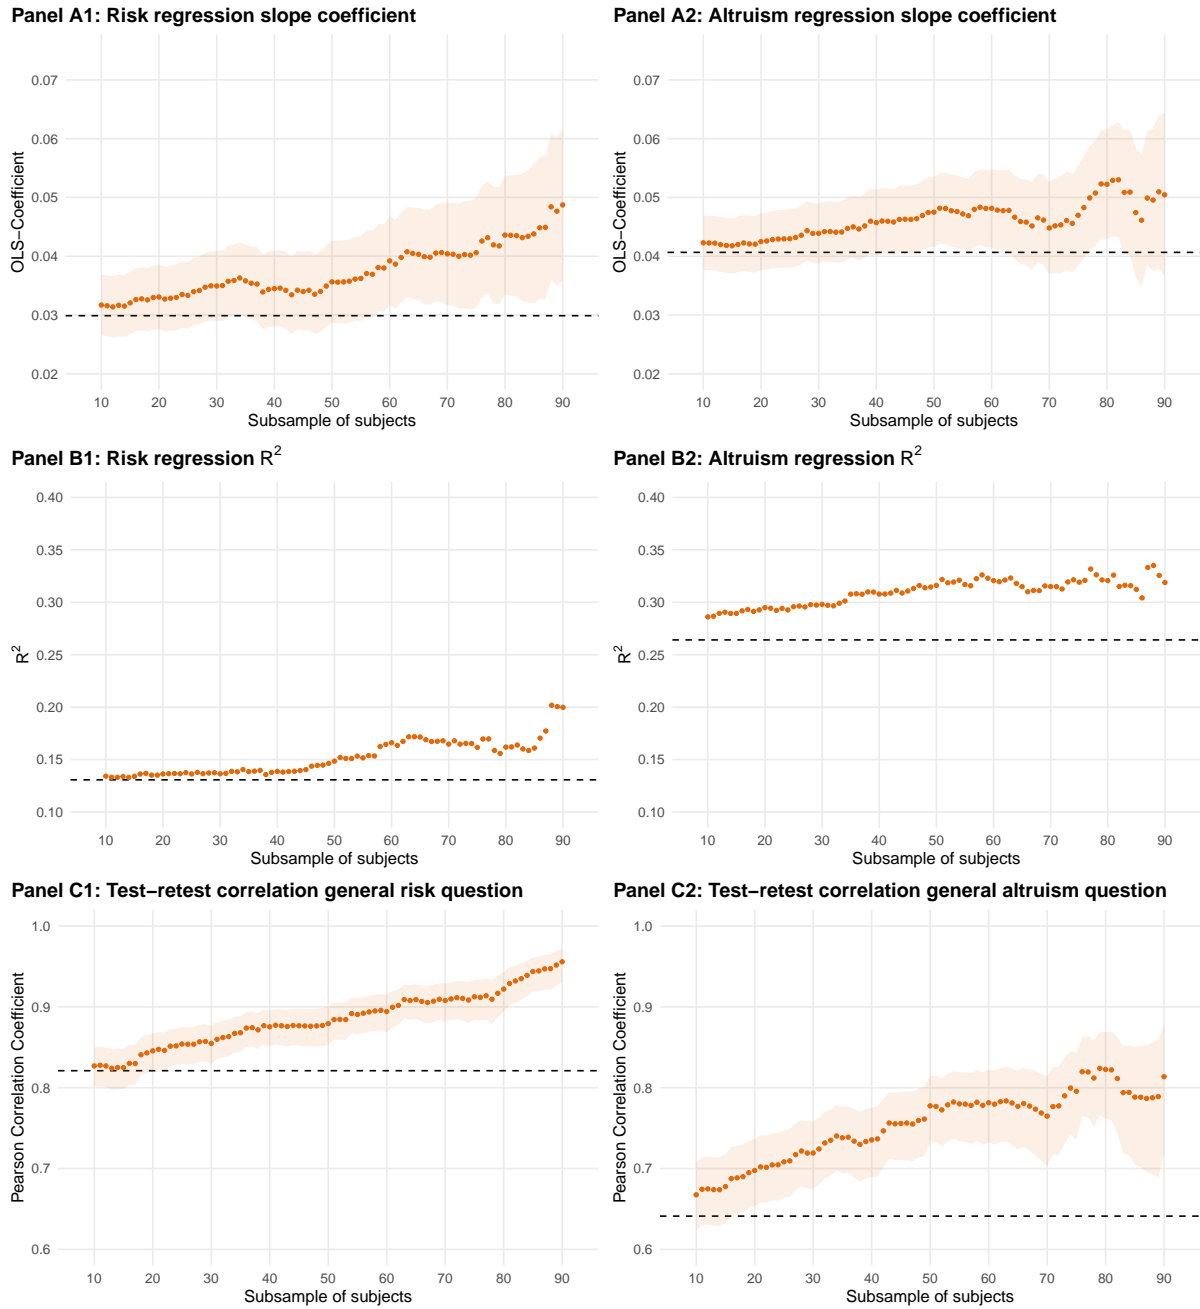 Panel A1: Risk regression slope coefficient
0.07
0.06
0.05
0.04
0.03
0.02
OLS−Coefficient
10 20 30 40 50 60 70 80 90
Subsample of subjects
Panel A2: Altruism regression slope coefficient
0.07
0.06
0.05
0.04
0.03
0.02
OLS−Coefficient
10 20 30 40 50 60 70 80 90
Subsample of subjects
Panel B1: Risk regression R²
0.40
0.35
0.30
0.25
0.20
0.15
0.10
R²
10 20 30 40 50 60 70 80 90
Subsample of subjects
Panel B2: Altruism regression R²
0.40
0.35
0.30
0.25
0.20
0.15
0.10
R²
10 20 30 40 50 60 70 80 90
Subsample of subjects
Panel C1: Test−retest correlation general risk question
1.0
0.9
0.8
0.7
0.6
Pearson Correlation Coefficient
10 20 30 40 50 60 70 80 90
Subsample of subjects
Panel C2: Test−retest correlation general altruism question
1.0
0.9
0.8
0.7
0.6
Pearson Correlation Coefficient
10 20 30 40 50 60 70 80 90
Subsample of subjects